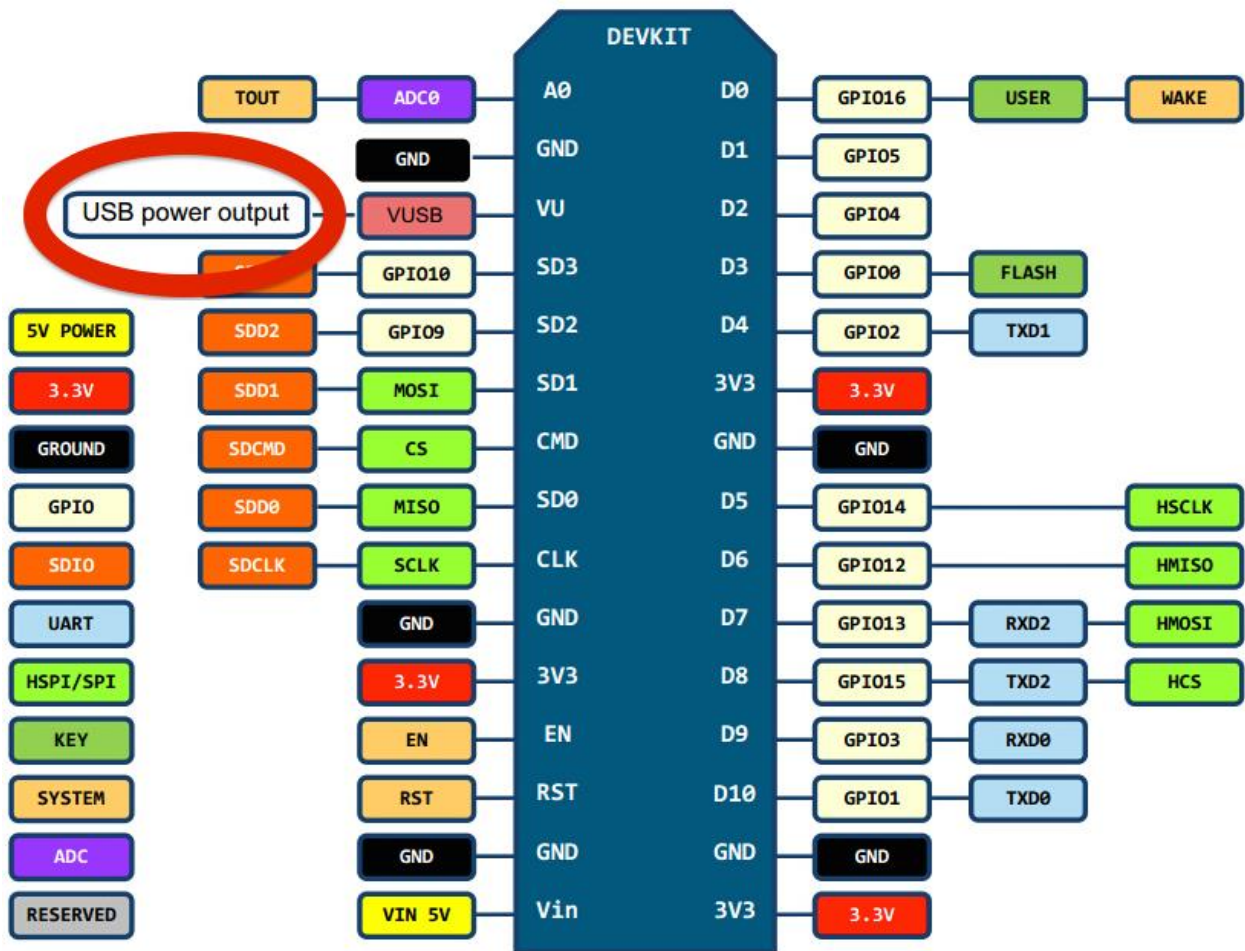 DEVKIT
TOUT ADC0 A0 D0 GPIO16 USER WAKE
GND GND D1 GPIO5
USB power output VUSB VU D2 GPIO4
GPIO10 SD3 D3 GPIO0 FLASH
5V POWER SDD2 GPIO9 SD2 D4 GPIO2 TXD1
3.3V SDD1 MOSI SD1 3V3 3.3V
GROUND SDCMD CS CMD GND GND
GPIO SDD0 MISO SD0 D5 GPIO14 HSCLK
SDIO SDCLK SCLK CLK D6 GPIO12 HMISO
UART GND GND D7 GPIO13 RXD2 HMOSI
HSPI/SPI 3.3V 3V3 D8 GPIO15 TXD2 HCS
KEY EN EN D9 GPIO3 RXD0
SYSTEM RST RST D10 GPIO1 TXD0
ADC GND GND GND GND
RESERVED VIN 5V Vin 3V3 3.3V